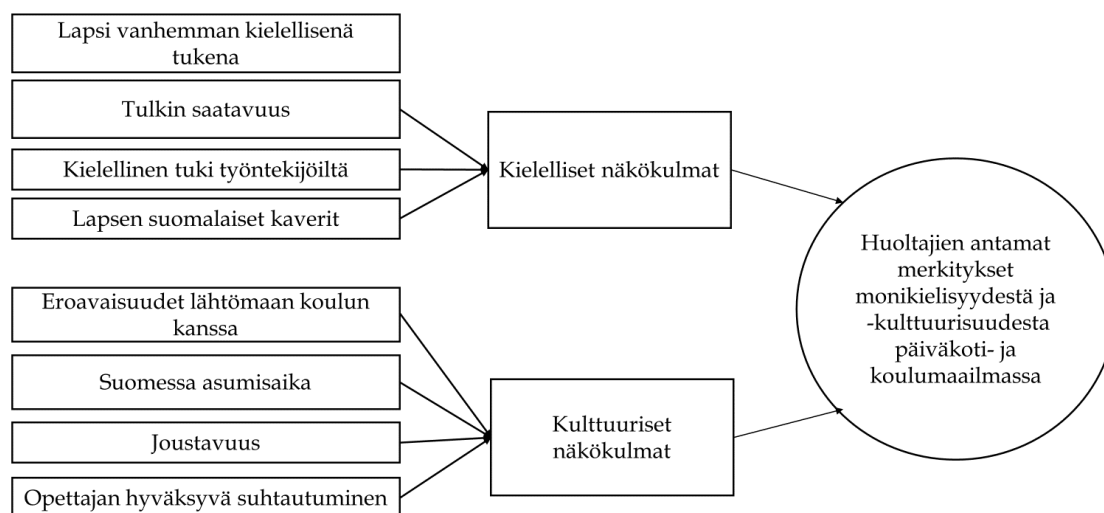 Lapsi vanhemman kielellisenä
tukena
Tulkin saatavuus
Kielellinen tuki työntekijöiltä
Lapsen suomalaiset kaverit
Kielelliset näkökulmat
Eroavaisuudet lähtömaan koulun
kanssa
Suomessa asumisaika
Joustavuus
Opettajan hyväksyvä suhtautuminen
Kulttuuriset
näkökulmat
Huoltajien antamat
merkitykset
monikielisyydestä ja
-kulttuurisuudesta
päiväkoti- ja
koulumaailmassa